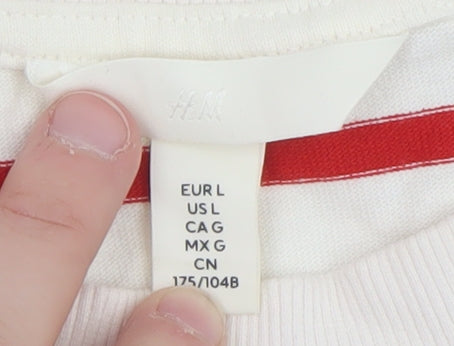 H&M
EUR L
US L
CA G
MX G
CN
175/104B